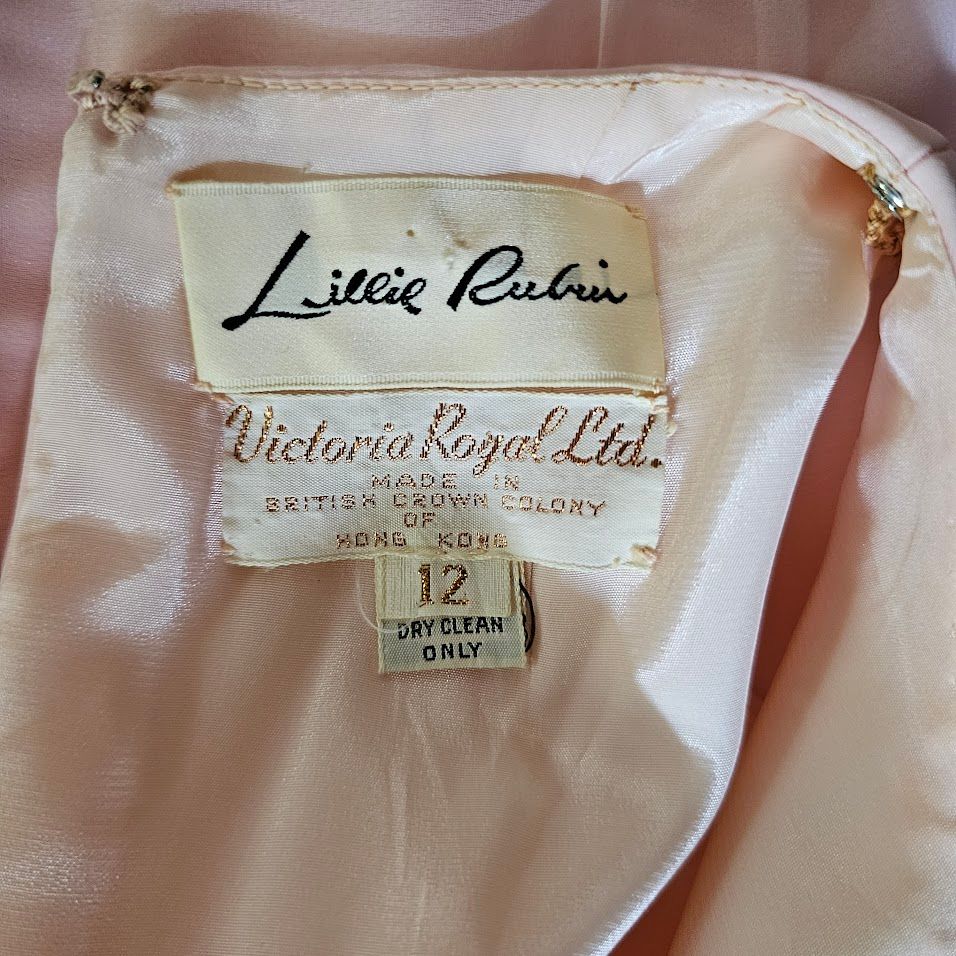 Lillie Rubin
Victoria Royal Ltd.
MADE IN
BRITISH CROWN COLONY
OF
HONG KONG
12
DRY CLEAN
ONLY